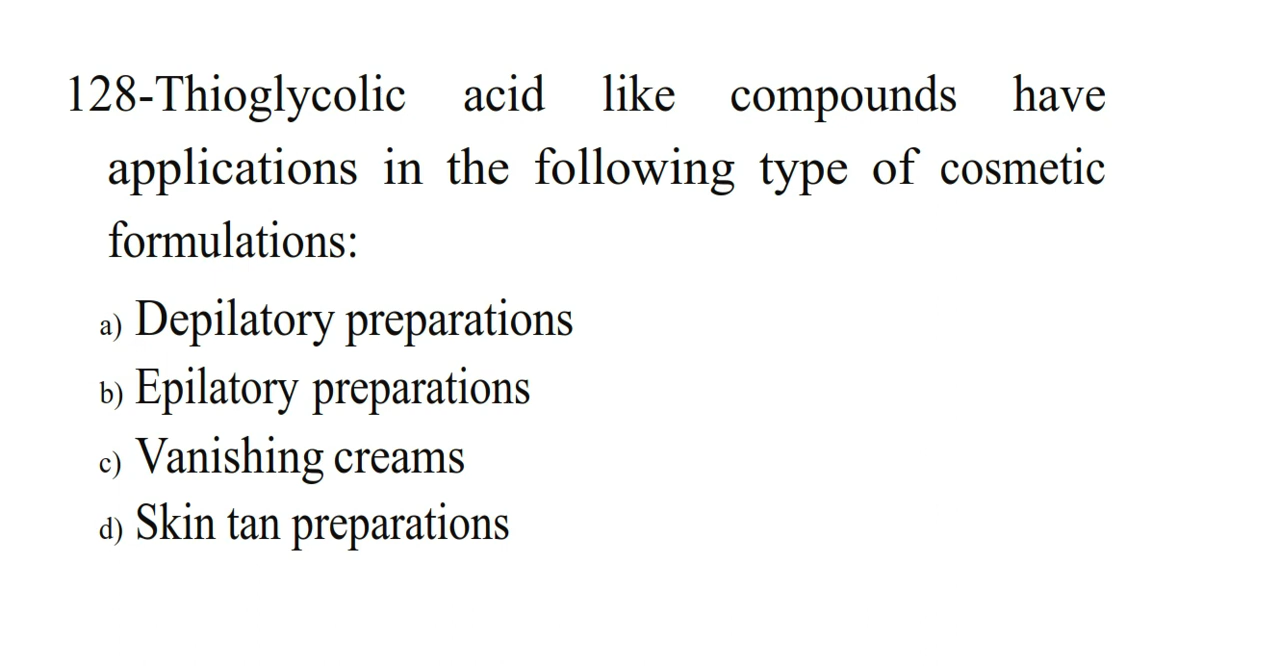 128-Thioglycolic acid like compounds have
applications in the following type of cosmetic
formulations:
a) Depilatory preparations
b) Epilatory preparations
c) Vanishing creams
d) Skin tan preparations